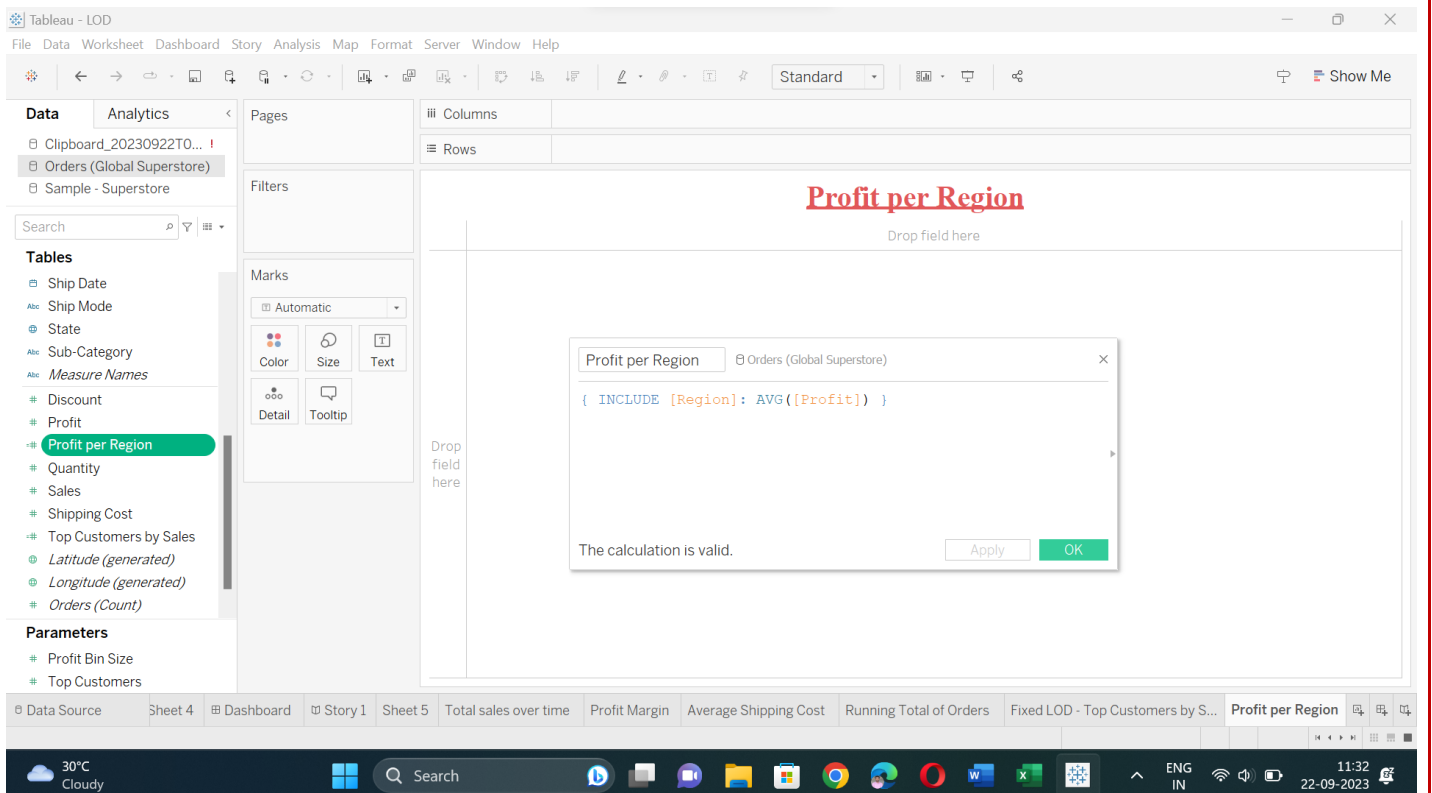 Tableau - LOD
File Data Worksheet Dashboard Story Analysis Map Format Server Window Help
Standard
Show Me
Data Analytics
Clipboard_20230922T0... !
Orders (Global Superstore)
Sample - Superstore
Search
Tables
Ship Date
Abc Ship Mode
State
Abc Sub-Category
Abc Measure Names
# Discount
# Profit
=# Profit per Region
# Quantity
# Sales
# Shipping Cost
=# Top Customers by Sales
Latitude (generated)
Longitude (generated)
# Orders (Count)
Parameters
# Profit Bin Size
# Top Customers
Pages
Filters
Marks
Automatic
Color Size Text
Detail Tooltip
iii Columns
Rows
Profit per Region
Drop field here
Drop
field
here
Profit per Region Orders (Global Superstore)
{ INCLUDE [Region]: AVG([Profit]) }
The calculation is valid.
Apply OK
Data Source Sheet 4 Dashboard Story 1 Sheet 5 Total sales over time Profit Margin Average Shipping Cost Running Total of Orders Fixed LOD - Top Customers by S... Profit per Region
30°C
Cloudy
Search
ENG
IN
11:32
22-09-2023